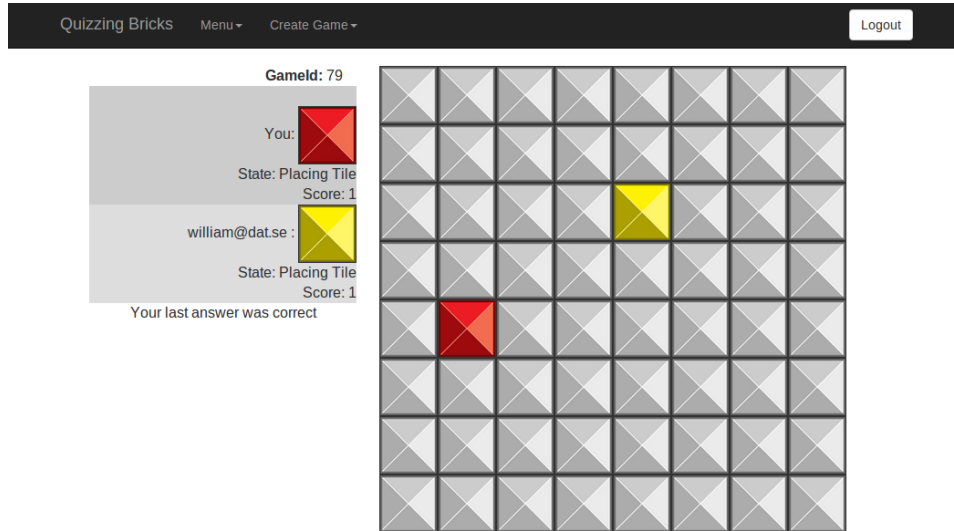 Quizzing Bricks Menu Create Game Logout
GameId: 79
You:
State: Placing Tile
Score: 1
william@dat.se :
State: Placing Tile
Score: 1
Your last answer was correct